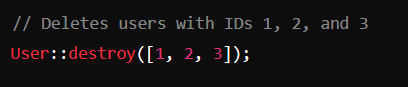 // Deletes users with IDs 1, 2, and 3
User::destroy([1, 2, 3]);